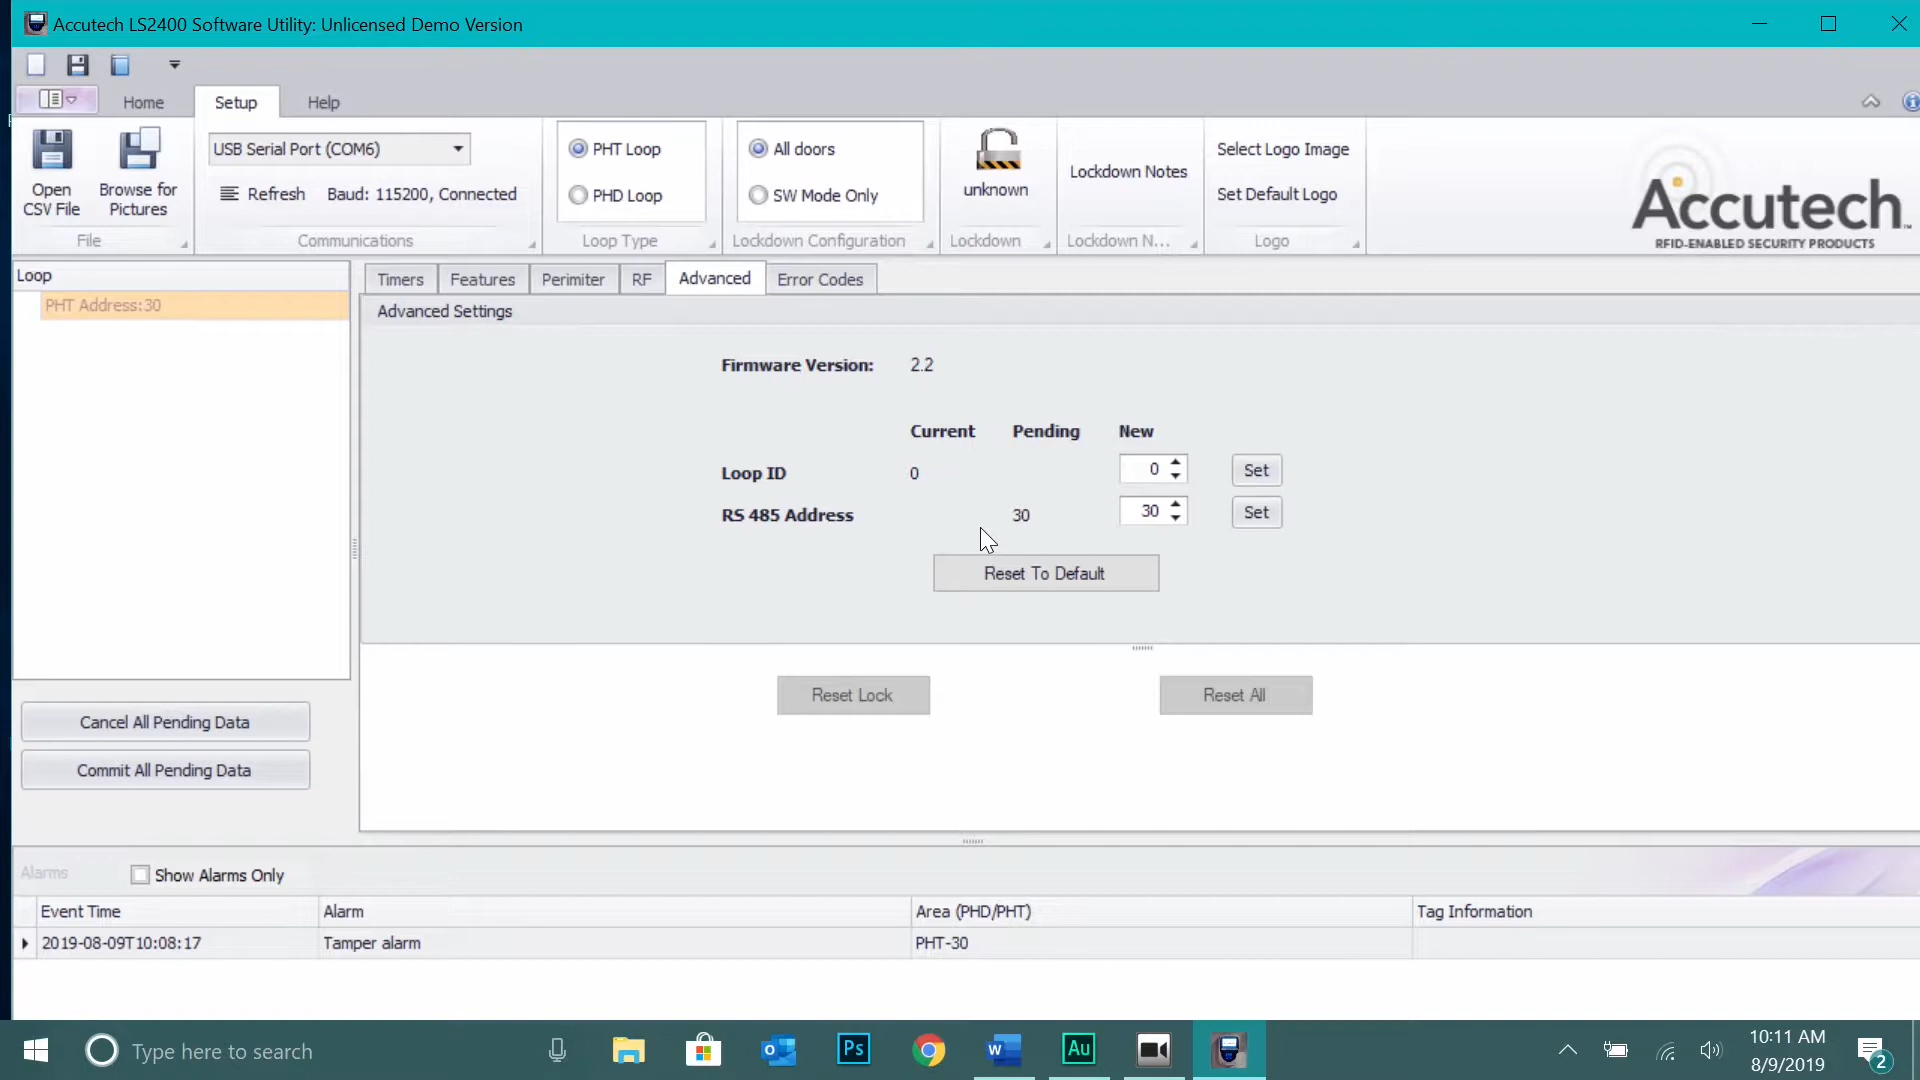 Accutech LS2400 Software Utility: Unlicensed Demo Version
Home Setup Help
Open CSV File
Browse for Pictures
File
USB Serial Port (COM6)
Refresh Baud: 115200, Connected
Communications
PHT Loop
PHD Loop
Loop Type
All doors
SW Mode Only
Lockdown Configuration
unknown
Lockdown
Lockdown Notes
Lockdown N...
Select Logo Image
Set Default Logo
Logo
Accutech™
RFID-ENABLED SECURITY PRODUCTS
Loop
PHT Address:30
Timers Features Perimiter RF Advanced Error Codes
Advanced Settings
Firmware Version: 2.2
Current Pending New
Loop ID 0 0 Set
RS 485 Address 30 30 Set
Reset To Default
Reset Lock Reset All
Cancel All Pending Data
Commit All Pending Data
Alarms Show Alarms Only
Event Time Alarm Area (PHD/PHT) Tag Information
2019-08-09T10:08:17 Tamper alarm PHT-30
Type here to search
Ps
Au
10:11 AM
8/9/2019
2